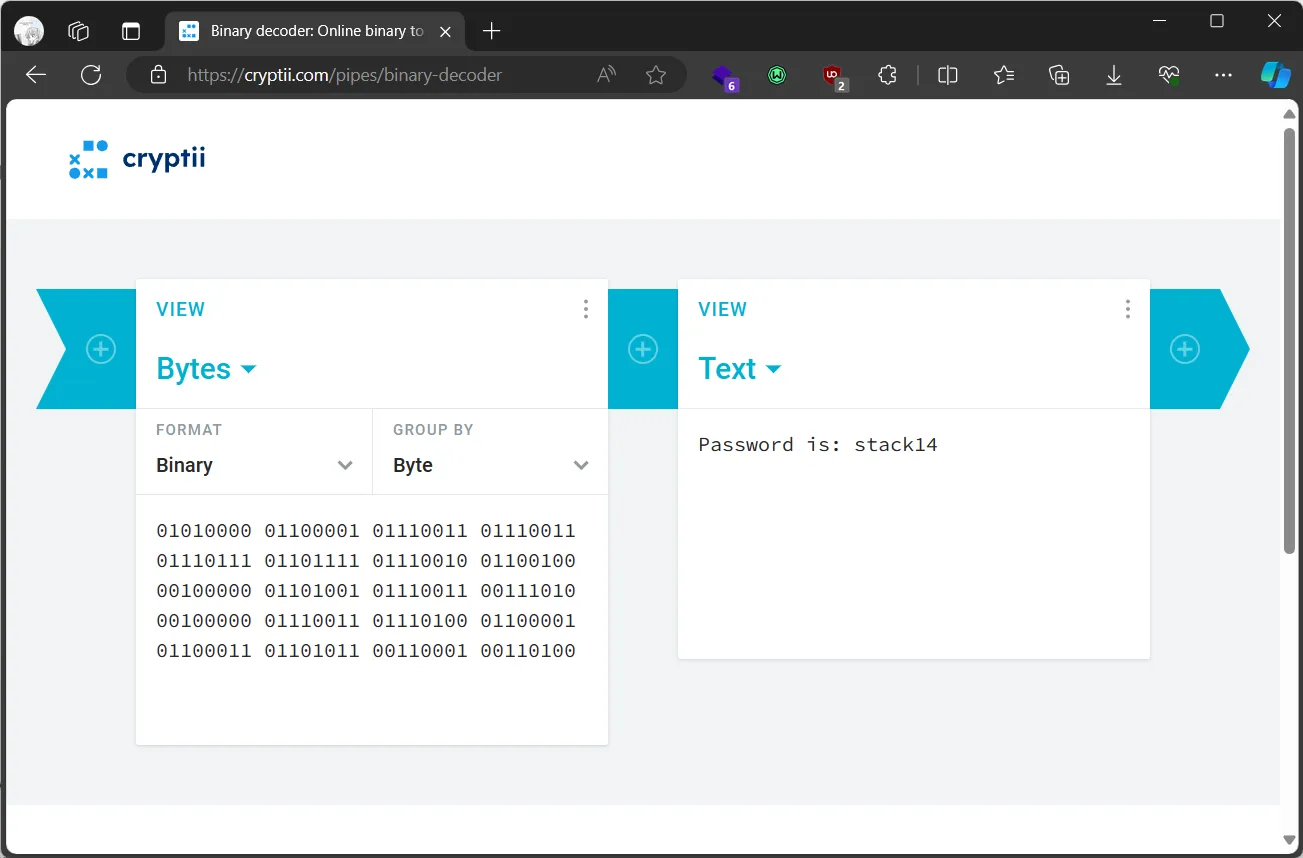 Binary decoder: Online binary to
https://cryptii.com/pipes/binary-decoder
6
2
cryptii
VIEW
Bytes
FORMAT
Binary
GROUP BY
Byte
01010000 01100001 01110011 01110011
01110111 01101111 01110010 01100100
00100000 01101001 01110011 00111010
00100000 01110011 01110100 01100001
01100011 01101011 00110001 00110100
VIEW
Text
Password is: stack14